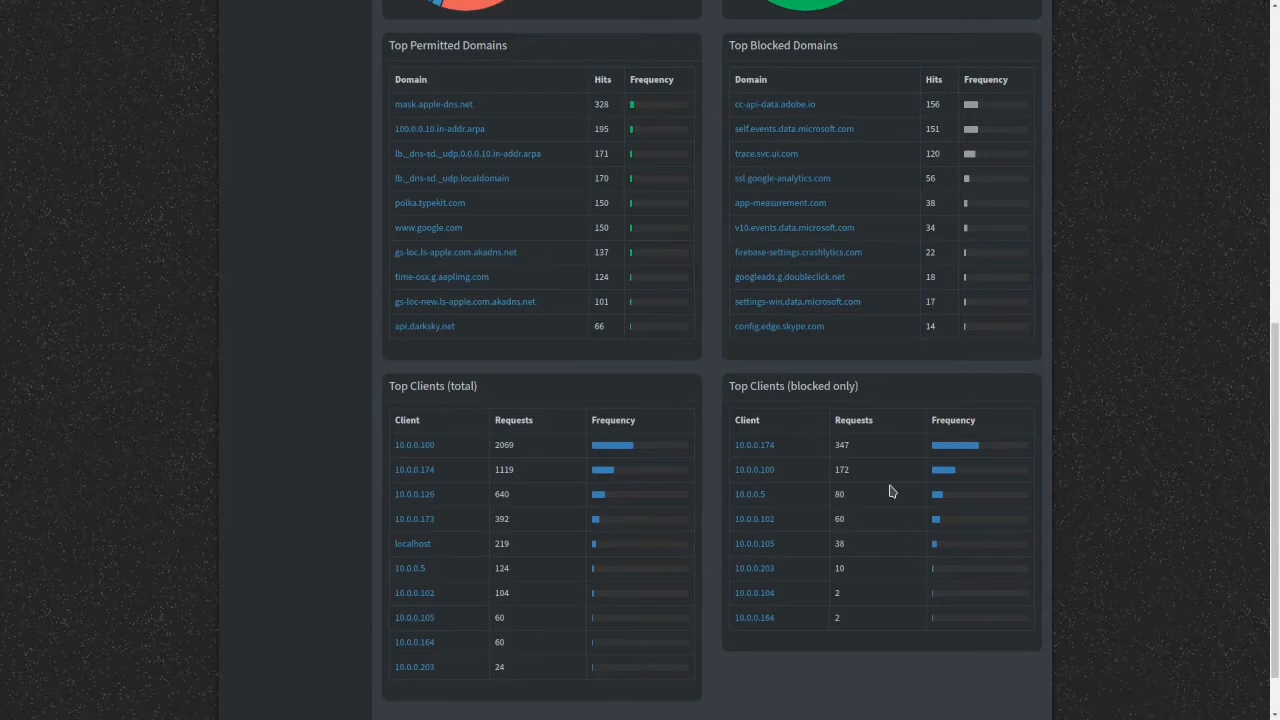 Top Permitted Domains
Domain Hits Frequency
mask.apple-dns.net 328
100.0.0.10.in-addr.arpa 195
lb._dns-sd._udp.0.0.0.10.in-addr.arpa 171
lb._dns-sd._udp.localdomain 170
polka.typekit.com 150
www.google.com 150
gs-loc.ls-apple.com.akadns.net 137
time-osx.g.aaplimg.com 124
gs-loc-new.ls-apple.com.akadns.net 101
api.darksky.net 66
Top Blocked Domains
Domain Hits Frequency
cc-api-data.adobe.io 156
self.events.data.microsoft.com 151
trace.svc.ui.com 120
ssl.google-analytics.com 56
app-measurement.com 38
v10.events.data.microsoft.com 34
firebase-settings.crashlytics.com 22
googleads.g.doubleclick.net 18
settings-win.data.microsoft.com 17
config.edge.skype.com 14
Top Clients (total)
Client Requests Frequency
10.0.0.100 2069
10.0.0.174 1119
10.0.0.126 640
10.0.0.173 392
localhost 219
10.0.0.5 124
10.0.0.102 104
10.0.0.105 60
10.0.0.164 60
10.0.0.203 24
Top Clients (blocked only)
Client Requests Frequency
10.0.0.174 347
10.0.0.100 172
10.0.0.5 80
10.0.0.102 60
10.0.0.105 38
10.0.0.203 10
10.0.0.104 2
10.0.0.164 2